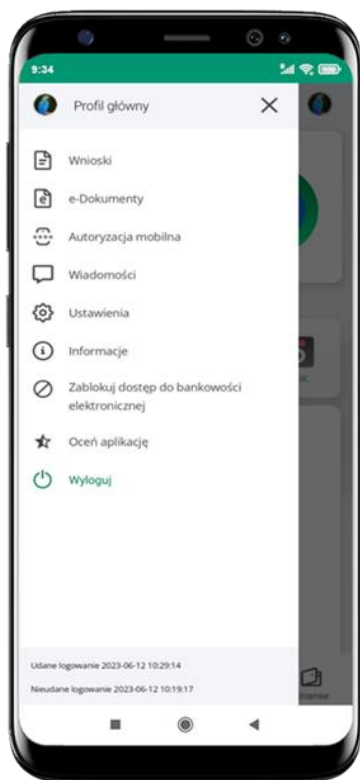 9:34
Profil główny
Wnioski
e-Dokumenty
Autoryzacja mobilna
Wiadomości
Ustawienia
Informacje
Zablokuj dostęp do bankowości
elektronicznej
Oceń aplikację
Wyloguj
Udane logowanie 2023-06-12 10:29:14
Nieudane logowanie 2023-06-12 10:19:17